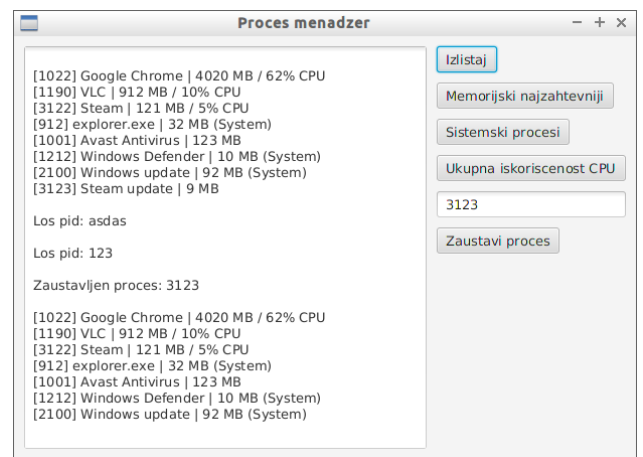 Proces menadzer
[1022] Google Chrome | 4020 MB / 62% CPU
[1190] VLC | 912 MB / 10% CPU
[3122] Steam | 121 MB / 5% CPU
[912] explorer.exe | 32 MB (System)
[1001] Avast Antivirus | 123 MB
[1212] Windows Defender | 10 MB (System)
[2100] Windows update | 92 MB (System)
[3123] Steam update | 9 MB
Los pid: asdas
Los pid: 123
Zaustavljen proces: 3123
[1022] Google Chrome | 4020 MB / 62% CPU
[1190] VLC | 912 MB / 10% CPU
[3122] Steam | 121 MB / 5% CPU
[912] explorer.exe | 32 MB (System)
[1001] Avast Antivirus | 123 MB
[1212] Windows Defender | 10 MB (System)
[2100] Windows update | 92 MB (System)
Izlistaj
Memorijski najzahtevniji
Sistemski procesi
Ukupna iskoriscenost CPU
3123
Zaustavi proces